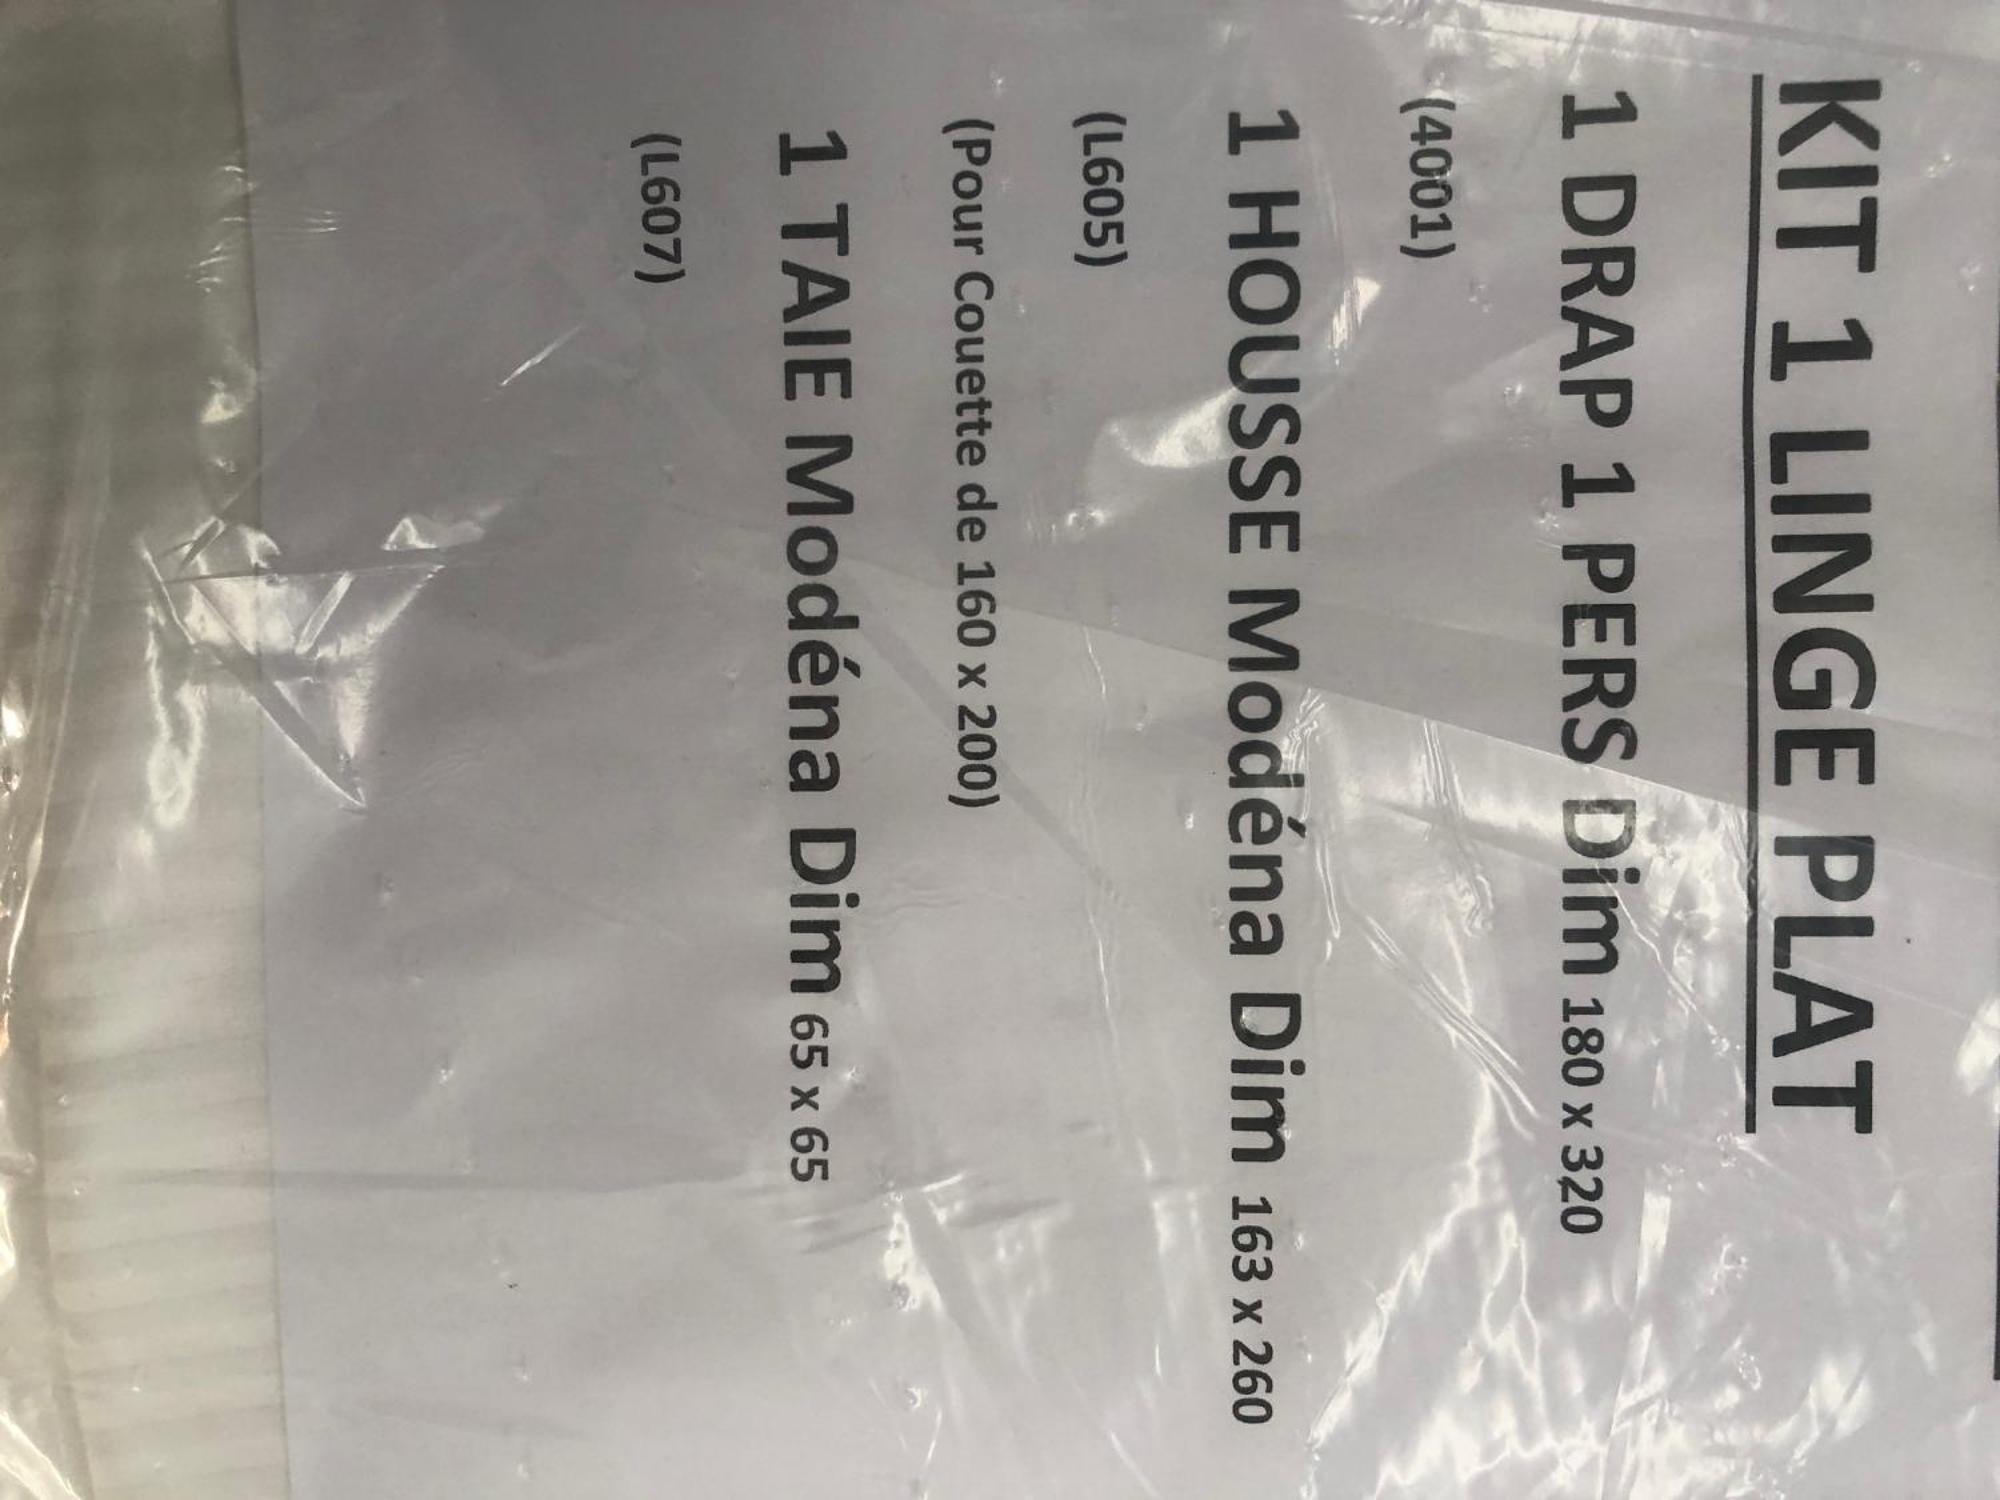 KIT 1 LINGE PLAT
1 DRAP 1 PERS Dim 180 x 320
(4001)
1 HOUSSE Modéna Dim 163 x 260
(L605)
(Pour Couette de 160 x 200)
1 TAIE Modéna Dim 65 x 65
(L607)